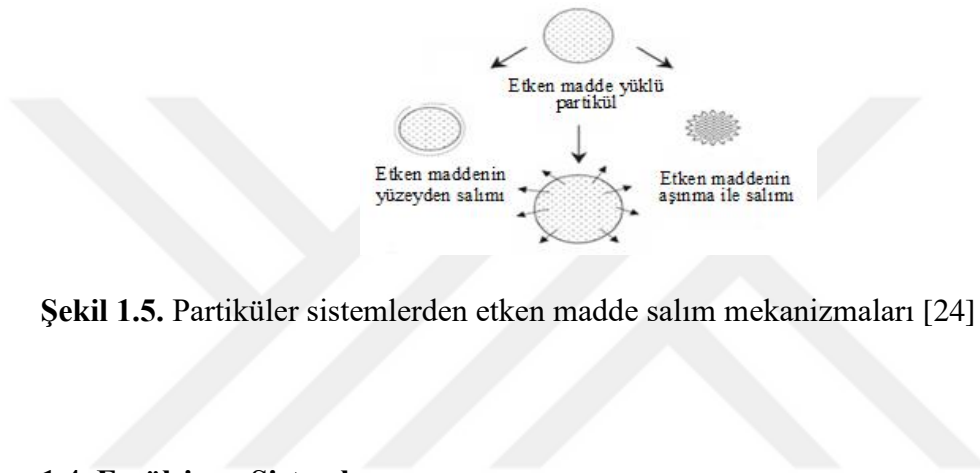 Etken madde yüklü
partikül
Etken maddenin
yüzeyden salımı
Etken maddenin
aşınma ile salımı
Şekil 1.5. Partiküler sistemlerden etken madde salım mekanizmaları [24]